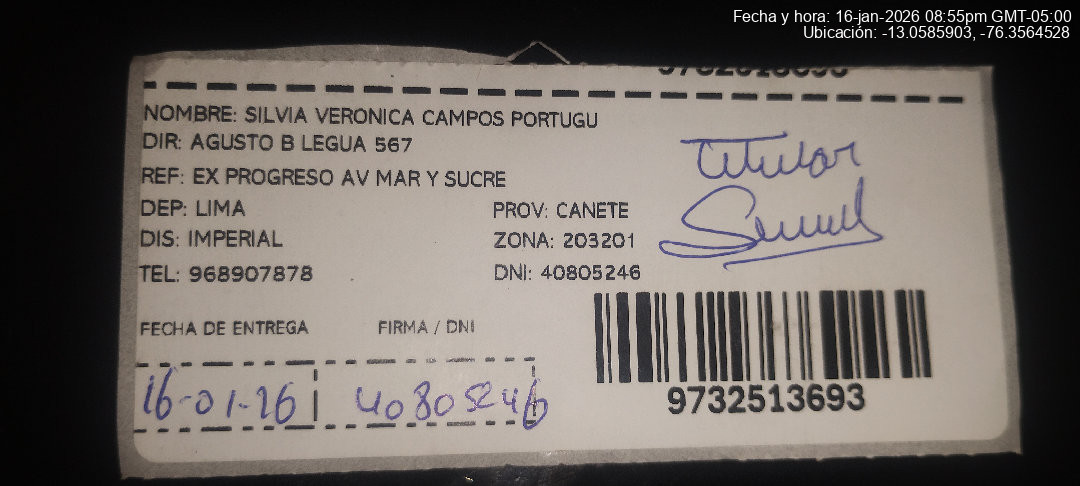 Fecha y hora: 16-jan-2026 08:55pm GMT-05:00
Ubicación: -13.0585903, -76.3564528
9732513693
NOMBRE: SILVIA VERONICA CAMPOS PORTUGU
DIR: AGUSTO B LEGUA 567
REF: EX PROGRESO AV MAR Y SUCRE
DEP: LIMA
PROV: CANETE
DIS: IMPERIAL
ZONA: 203201
TEL: 968907878
DNI: 40805246
titular
FECHA DE ENTREGA
FIRMA / DNI
16-01-26
40805246
9732513693